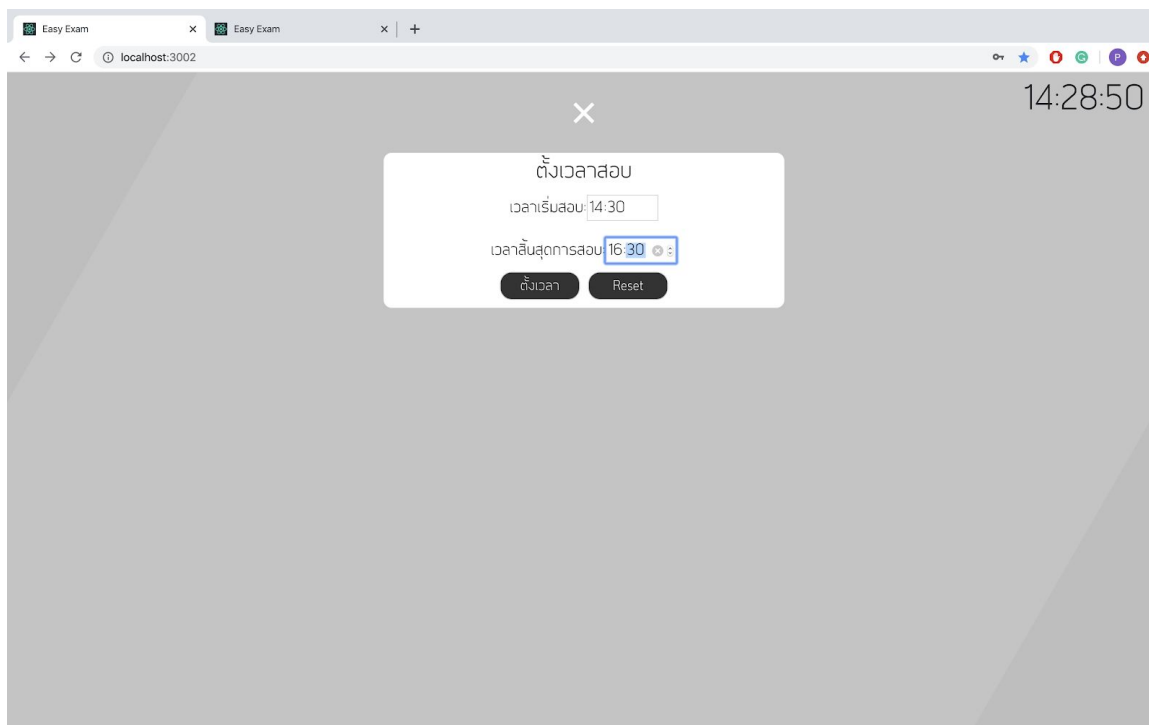 Easy Exam
Easy Exam
localhost:3002
14:28:50
ตั้งเวลาสอบ
เวลาเริ่มสอบ: 14:30
เวลาสิ้นสุดการสอบ: 16:30
ตั้งเวลา Reset